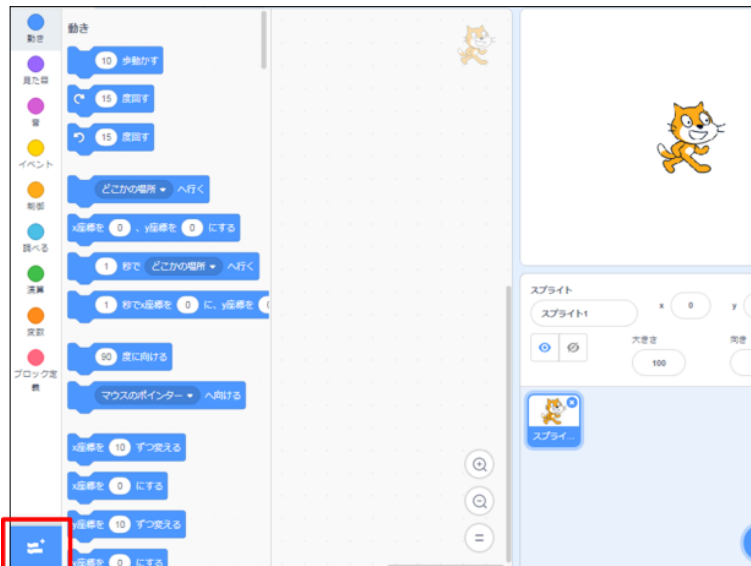 動き
見た目
音
イベント
制御
調べる
演算
変数
ブロック定
義
動き
10 歩動かす
15 度回す
15 度回す
どこかの場所 へ行く
x座標を 0 、y座標を 0 にする
1 秒で どこかの場所 へ行く
1 秒でx座標を 0 に、y座標を
90 度に向ける
マウスのポインター へ向ける
x座標を 10 ずつ変える
x座標を 0 にする
y座標を 10 ずつ変える
y座標を 0 にする
スプライト
スプライト1
x 0 y
大きさ 向き
100
スプライ...